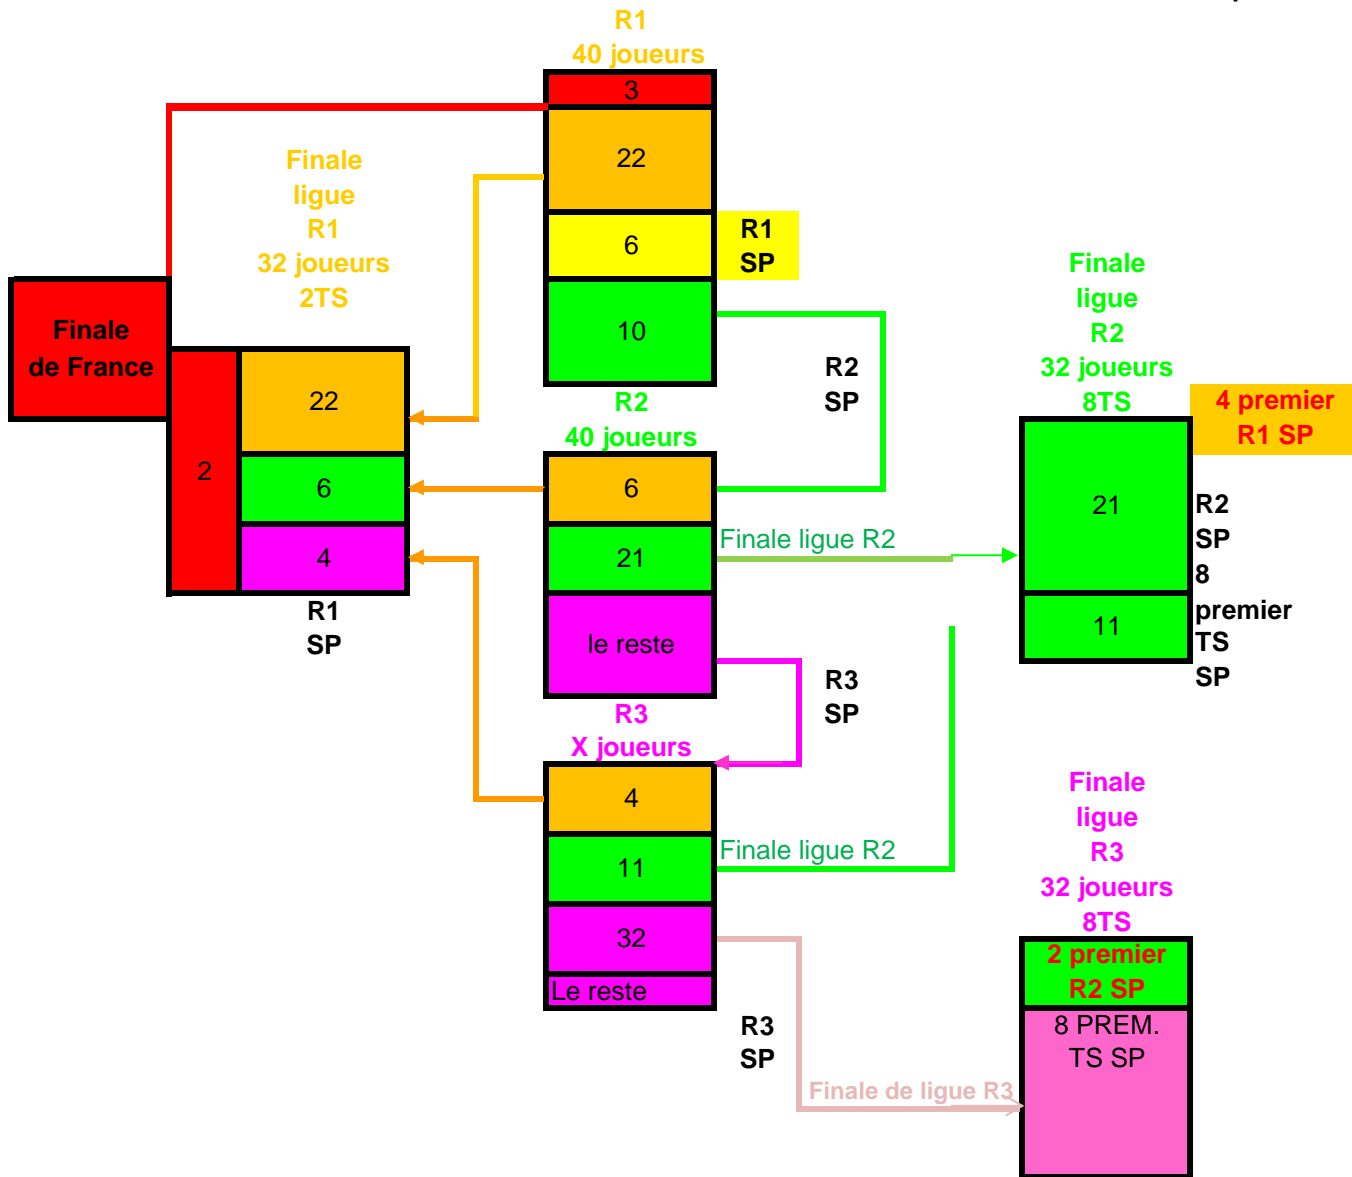 R1
40 joueurs
3
22
6
10
R1
SP
Finale
ligue
R1
32 joueurs
2TS
Finale
de France
2
22
6
4
R1
SP
R2
SP
R2
40 joueurs
6
21
le reste
Finale ligue R2
R3
SP
R3
X joueurs
4
11
32
Le reste
Finale ligue R2
R3
SP
Finale de ligue R3
Finale
ligue
R2
32 joueurs
8TS
4 premier
R1 SP
21
11
R2
SP
8
premier
TS
SP
Finale
ligue
R3
32 joueurs
8TS
2 premier
R2 SP
8 PREM.
TS SP